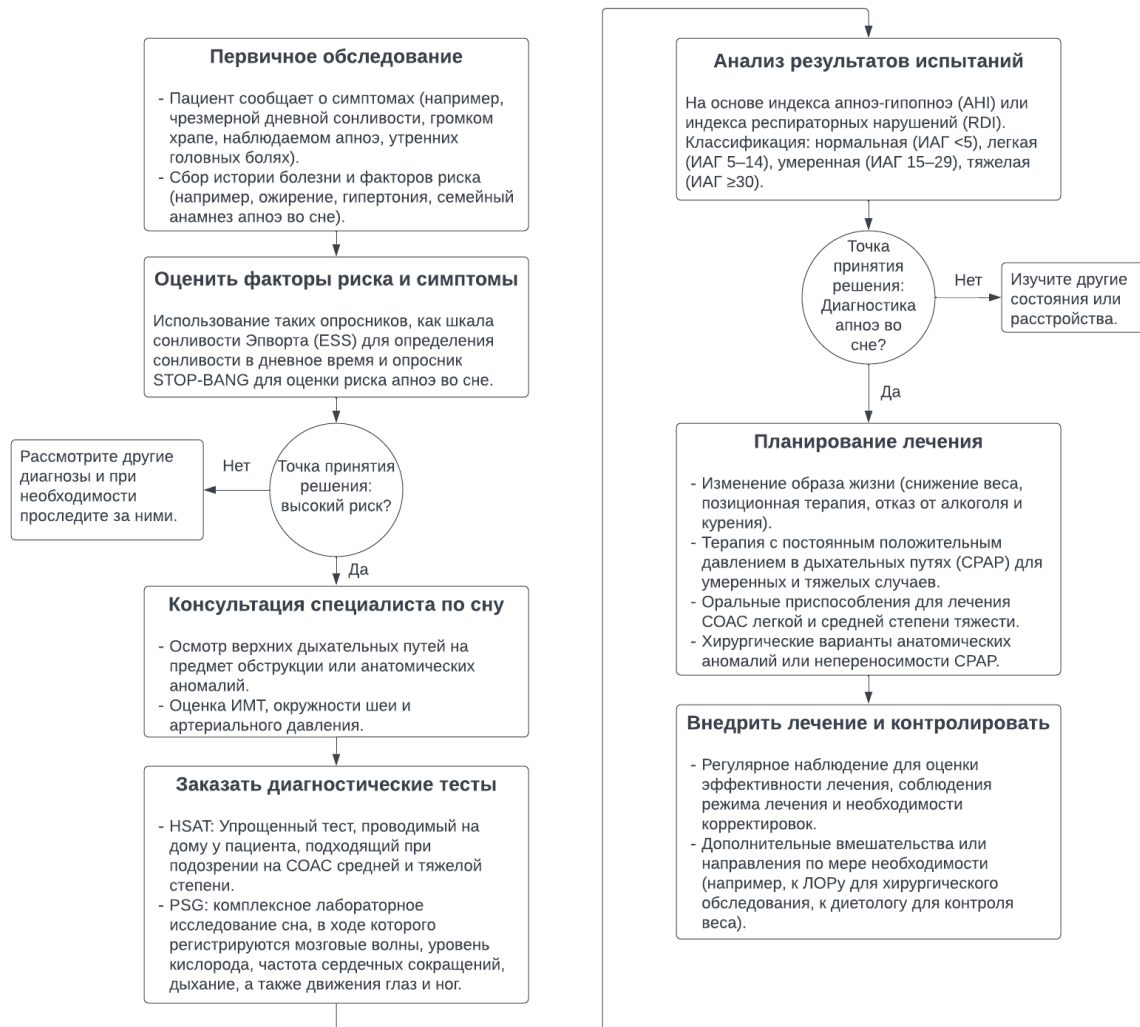 Первичное обследование
- Пациент сообщает о симптомах (например,
чрезмерной дневной сонливости, громком
храпе, наблюдаемом апноэ, утренних
головных болях).
- Сбор истории болезни и факторов риска
(например, ожирение, гипертония, семейный
анамнез апноэ во сне).
Оценить факторы риска и симптомы
Использование таких опросников, как шкала
сонливости Эпворта (ESS) для определения
сонливости в дневное время и опросник
STOP-BANG для оценки риска апноэ во сне.
Точка принятия
решения:
высокий риск?
Нет
Рассмотрите другие
диагнозы и при
необходимости
проследите за ними.
Да
Консультация специалиста по сну
- Осмотр верхних дыхательных путей на
предмет обструкции или анатомических
аномалий.
- Оценка ИМТ, окружности шеи и
артериального давления.
Заказать диагностические тесты
- HSAT: Упрощенный тест, проводимый на
дому у пациента, подходящий при
подозрении на СОАС средней и тяжелой
степени.
- PSG: комплексное лабораторное
исследование сна, в ходе которого
регистрируются мозговые волны, уровень
кислорода, частота сердечных сокращений,
дыхание, а также движения глаз и ног.
Анализ результатов испытаний
На основе индекса апноэ-гипопноэ (AHI) или
индекса респираторных нарушений (RDI).
Классификация: нормальная (ИАГ <5), легкая
(ИАГ 5–14), умеренная (ИАГ 15–29), тяжелая
(ИАГ ≥30).
Точка
принятия
решения:
Диагностика
апноэ во
сне?
Нет
Изучите другие
состояния или
расстройства.
Да
Планирование лечения
- Изменение образа жизни (снижение веса,
позиционная терапия, отказ от алкоголя и
курения).
- Терапия с постоянным положительным
давлением в дыхательных путях (CPAP) для
умеренных и тяжелых случаев.
- Оральные приспособления для лечения
СОАС легкой и средней степени тяжести.
- Хирургические варианты анатомических
аномалий или непереносимости CPAP.
Внедрить лечение и контролировать
- Регулярное наблюдение для оценки
эффективности лечения, соблюдения
режима лечения и необходимости
корректировок.
- Дополнительные вмешательства или
направления по мере необходимости
(например, к ЛОРу для хирургического
обследования, к диетологу для контроля
веса).